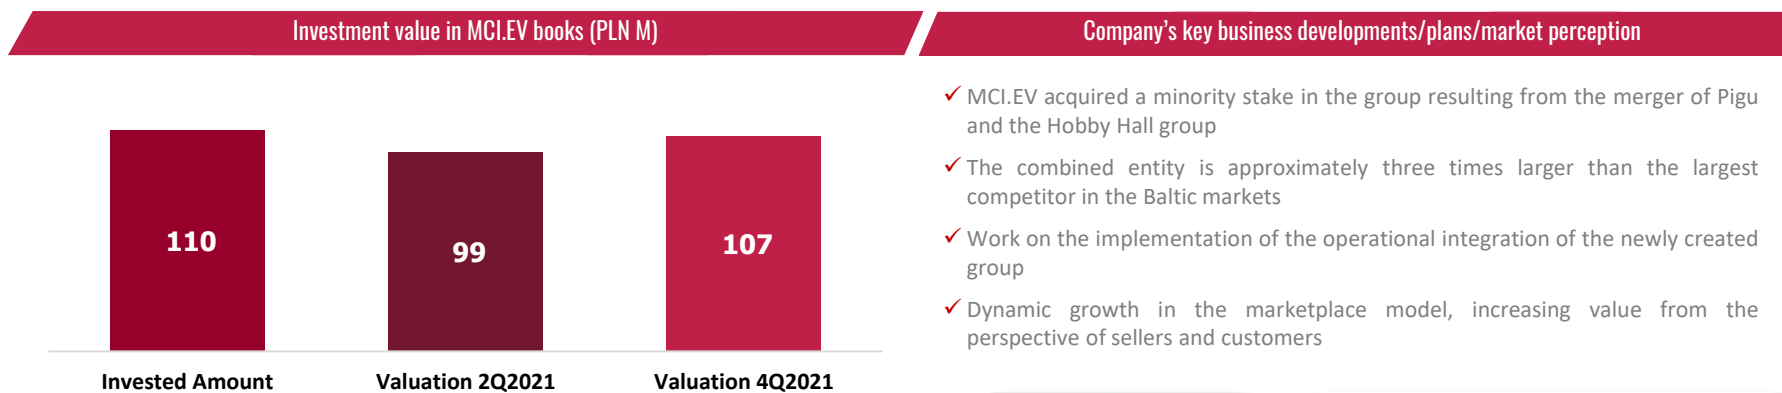 Investment value in MCI.EV books (PLN M)
110
99
107
Invested Amount
Valuation 2Q2021
Valuation 4Q2021
Company's key business developments/plans/market perception
✓ MCI.EV acquired a minority stake in the group resulting from the merger of Pigu
and the Hobby Hall group
✓ The combined entity is approximately three times larger than the largest
competitor in the Baltic markets
✓ Work on the implementation of the operational integration of the newly created
group
✓ Dynamic growth in the marketplace model, increasing value from the
perspective of sellers and customers